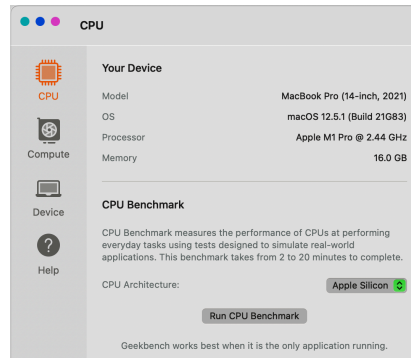 CPU
CPU
Compute
Device
Help
Your Device
Model MacBook Pro (14-inch, 2021)
OS macOS 12.5.1 (Build 21G83)
Processor Apple M1 Pro @ 2.44 GHz
Memory 16.0 GB
CPU Benchmark
CPU Benchmark measures the performance of CPUs at performing
everyday tasks using tests designed to simulate real-world
applications. This benchmark takes from 2 to 20 minutes to complete.
CPU Architecture: Apple Silicon
Run CPU Benchmark
Geekbench works best when it is the only application running.